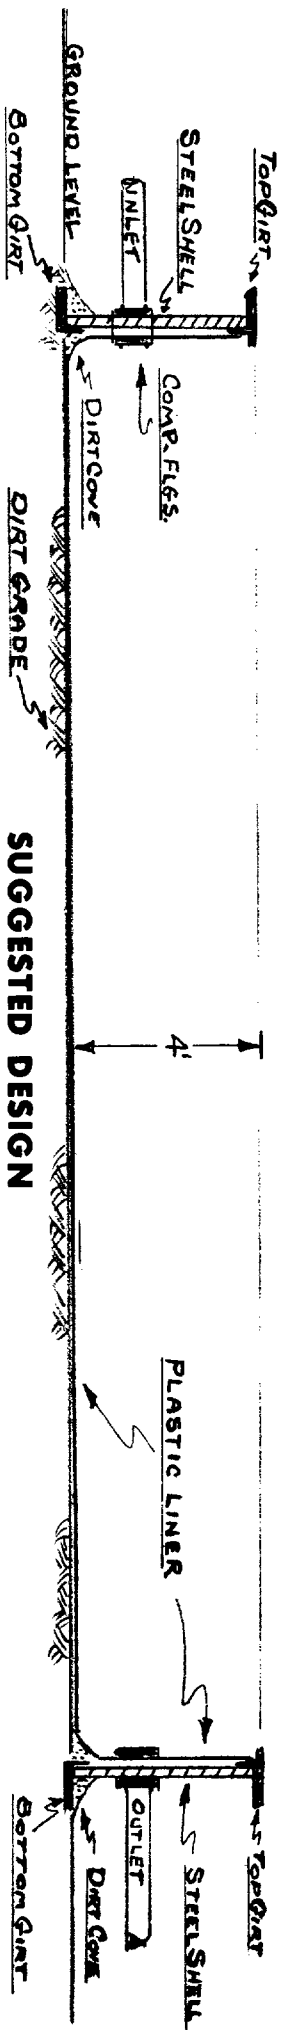 TOP GIRT
STEEL SHELL
INLET
COMP. FLGS.
GROUND LEVEL
BOTTOM GIRT
DIRT COVE
DIRT GRADE
4'
SUGGESTED DESIGN
PLASTIC LINER
TOP GIRT
STEEL SHELL
OUTLET
DIRT COVE
BOTTOM GIRT